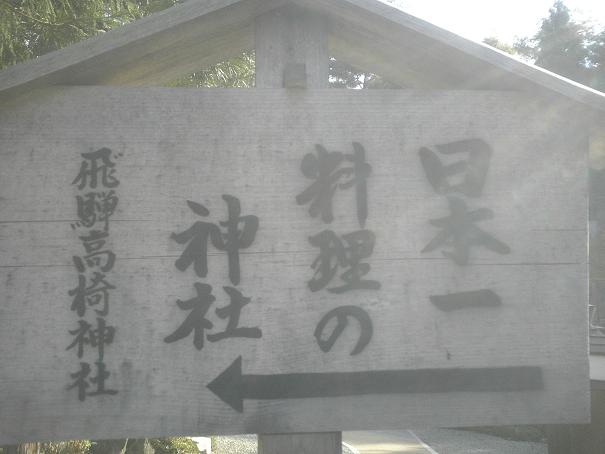 日本一
料理の
神社
飛騨高椅神社